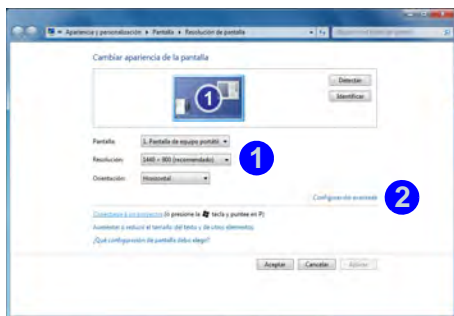 Apariencia y personalización ▸ Pantalla ▸ Resolución de pantalla
Cambiar apariencia de la pantalla
1
Detectar
Identificar
Pantalla:
1. Pantalla de equipo portátil
Resolución:
1440 × 900 (recomendado)
1
Orientación:
Horizontal
Configuración avanzada
2
Conectarse a un proyector (o presione la tecla y puntee en P)
Aumentar o reducir el tamaño del texto y de otros elementos
¿Qué configuración de pantalla debo elegir?
Aceptar
Cancelar
Aplicar